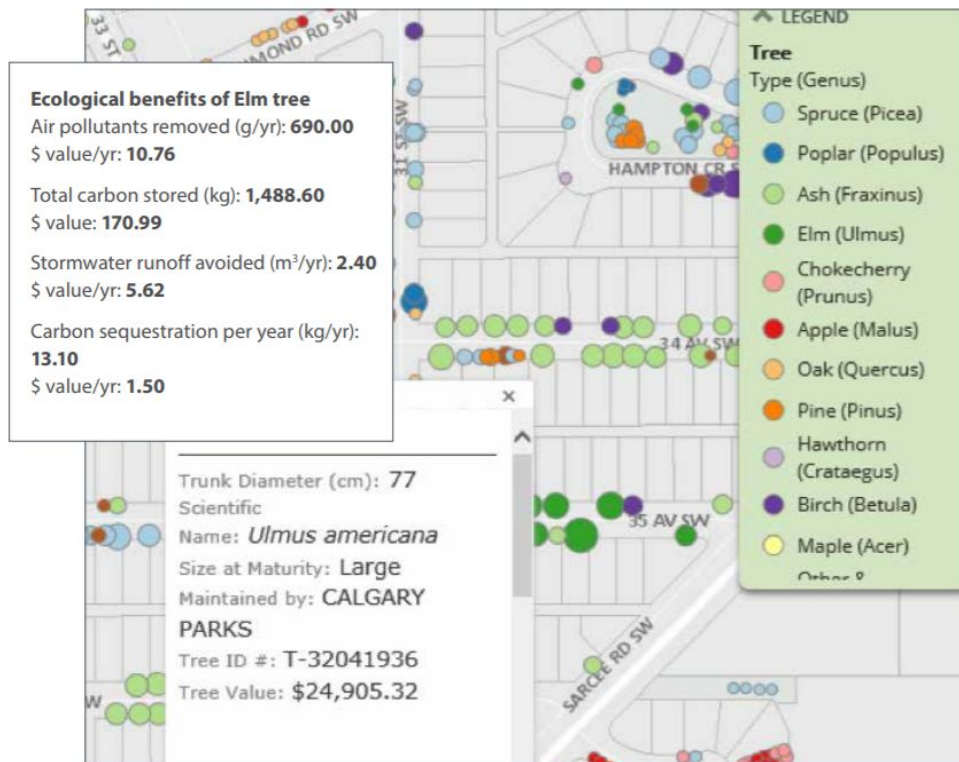 33 ST
MOND RD SW
31 ST SW
HAMPTON CR S
34 AV SW
35 AV SW
SARCEE RD SW
W
Ecological benefits of Elm tree
Air pollutants removed (g/yr): 690.00
$ value/yr: 10.76
Total carbon stored (kg): 1,488.60
$ value: 170.99
Stormwater runoff avoided (m³/yr): 2.40
$ value/yr: 5.62
Carbon sequestration per year (kg/yr):
13.10
$ value/yr: 1.50
×
Trunk Diameter (cm): 77
Scientific
Name: Ulmus americana
Size at Maturity: Large
Maintained by: CALGARY
PARKS
Tree ID #: T-32041936
Tree Value: $24,905.32
LEGEND
Tree
Type (Genus)
Spruce (Picea)
Poplar (Populus)
Ash (Fraxinus)
Elm (Ulmus)
Chokecherry
(Prunus)
Apple (Malus)
Oak (Quercus)
Pine (Pinus)
Hawthorn
(Crataegus)
Birch (Betula)
Maple (Acer)
Other &